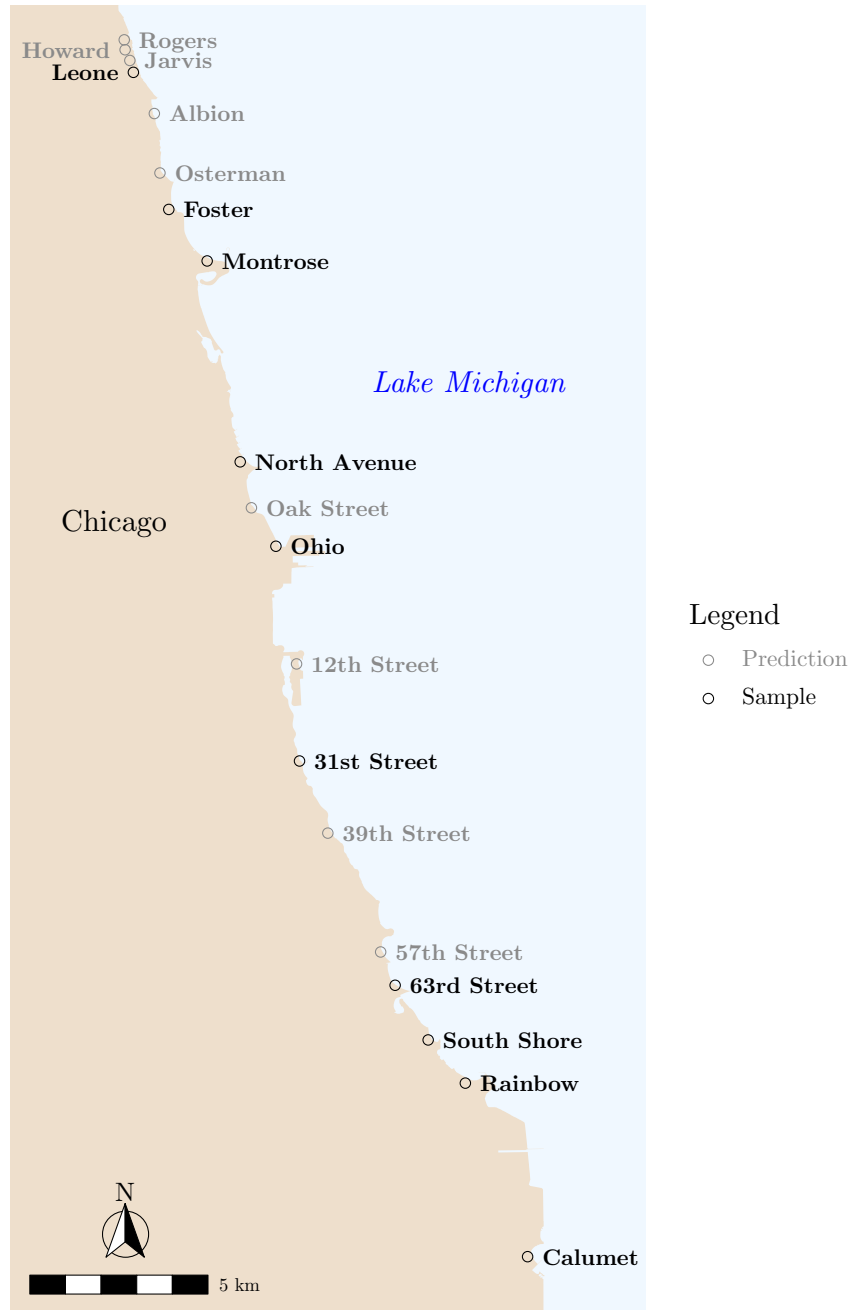 Rogers
Howard
Jarvis
Leone
Albion
Osterman
Foster
Montrose
Lake Michigan
North Avenue
Oak Street
Chicago
Ohio
Legend
Prediction
12th Street
Sample
31st Street
39th Street
57th Street
63rd Street
South Shore
Rainbow
N
Calumet
5 km